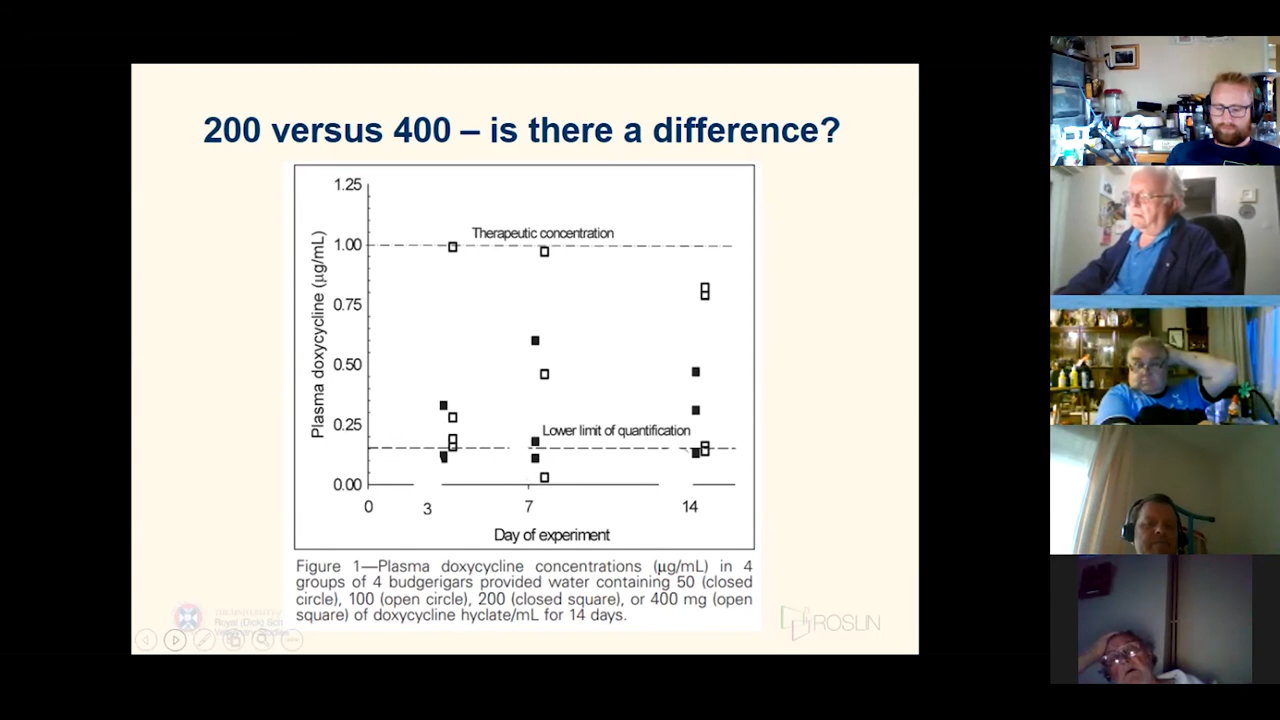 200 versus 400 – is there a difference?
1.25
Therapeutic concentration
1.00
0.75
0.50
0.25
Lower limit of quantification
0.00
Plasma doxycycline (µg/mL)
0 3 7 14
Day of experiment
Figure 1—Plasma doxycycline concentrations (µg/mL) in 4
groups of 4 budgerigars provided water containing 50 (closed
circle), 100 (open circle), 200 (closed square), or 400 mg (open
square) of doxycycline hyclate/mL for 14 days.
Royal (Dick)
ROSLIN